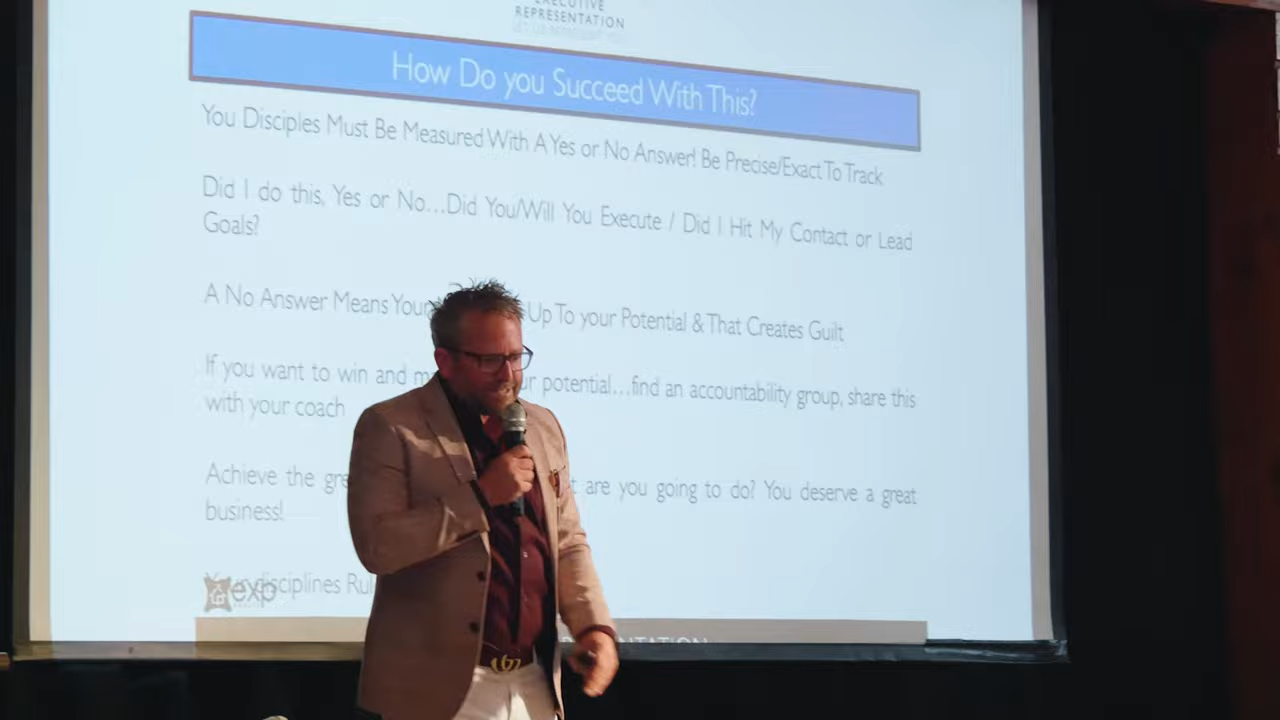 EXECUTIVE
REPRESENTATION
How Do you Succeed With This?
You Disciples Must Be Measured With A Yes or No Answer! Be Precise/Exact To Track
Did I do this, Yes or No...Did You/Will You Execute / Did I Hit My Contact or Lead
Goals?
A No Answer Means Your Up To your Potential & That Creates Guilt
If you want to win and potential...find an accountability group, share this
with your coach
Achieve the are you going to do? You deserve a great
business!
Your disciplines
exp